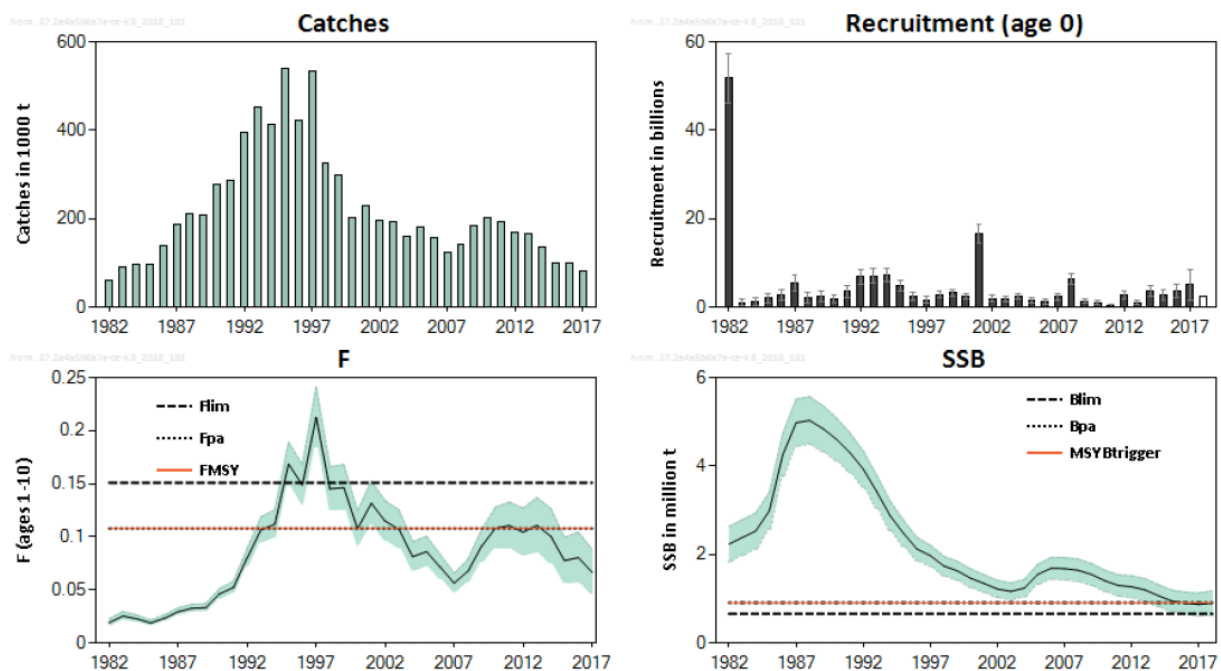 Catches
Catches in 1000 t
600
400
200
0
1982 1987 1992 1997 2002 2007 2012 2017
Recruitment (age 0)
Recruitment in billions
60
40
20
0
1982 1987 1992 1997 2002 2007 2012 2017
F
F (ages 1-10)
0.25
0.2
0.15
0.1
0.05
0
Flim
Fpa
FMSY
1982 1987 1992 1997 2002 2007 2012 2017
SSB
SSB in million t
6
4
2
0
Blim
Bpa
MSYBtrigger
1982 1987 1992 1997 2002 2007 2012 2017